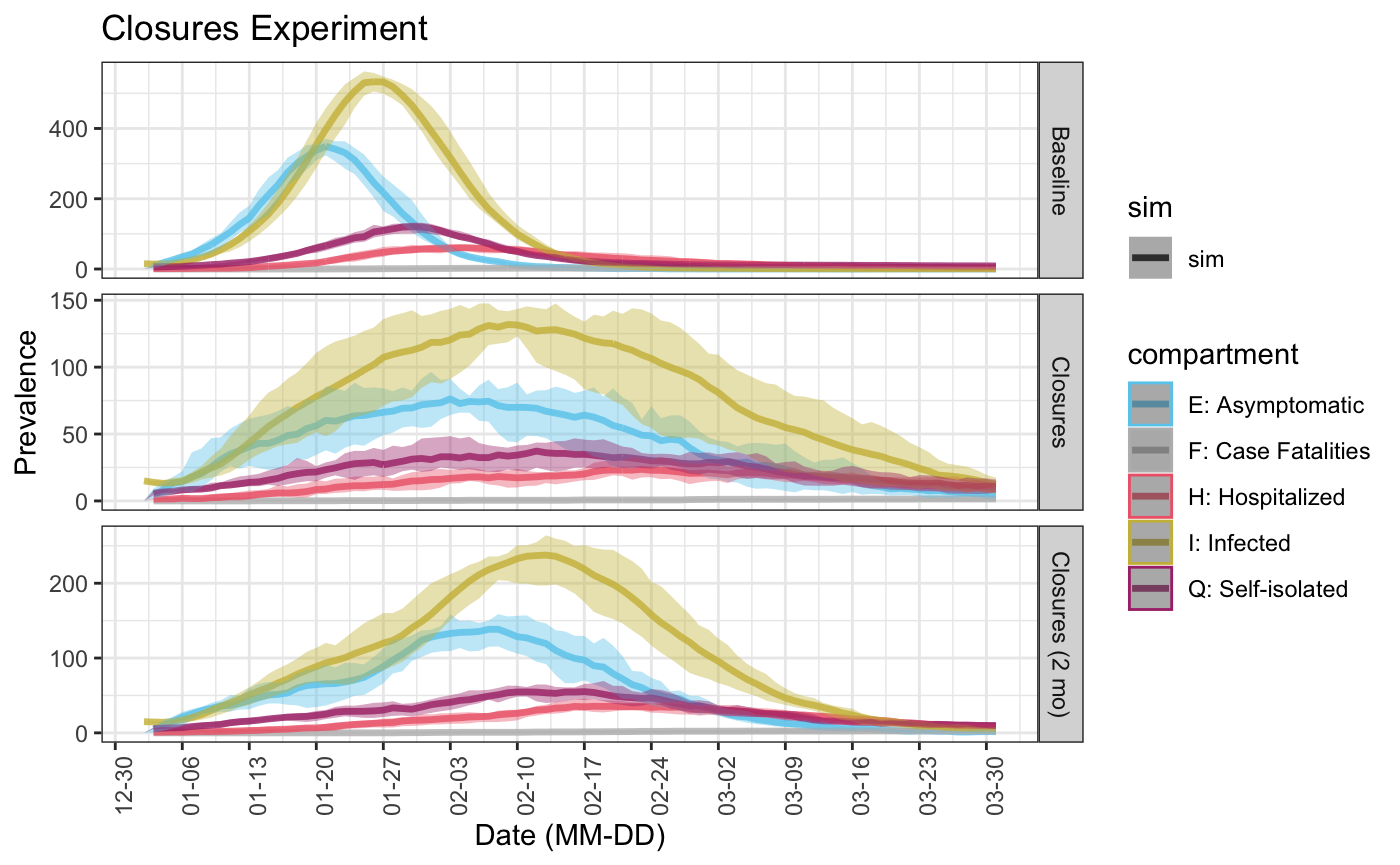 Closures Experiment
Prevalence
400
200
0
Baseline
150
100
50
0
Closures
200
100
0
Closures (2 mo)
12-30
01-06
01-13
01-20
01-27
02-03
02-10
02-17
02-24
03-02
03-09
03-16
03-23
03-30
Date (MM-DD)
sim
sim
compartment
E: Asymptomatic
F: Case Fatalities
H: Hospitalized
I: Infected
Q: Self-isolated